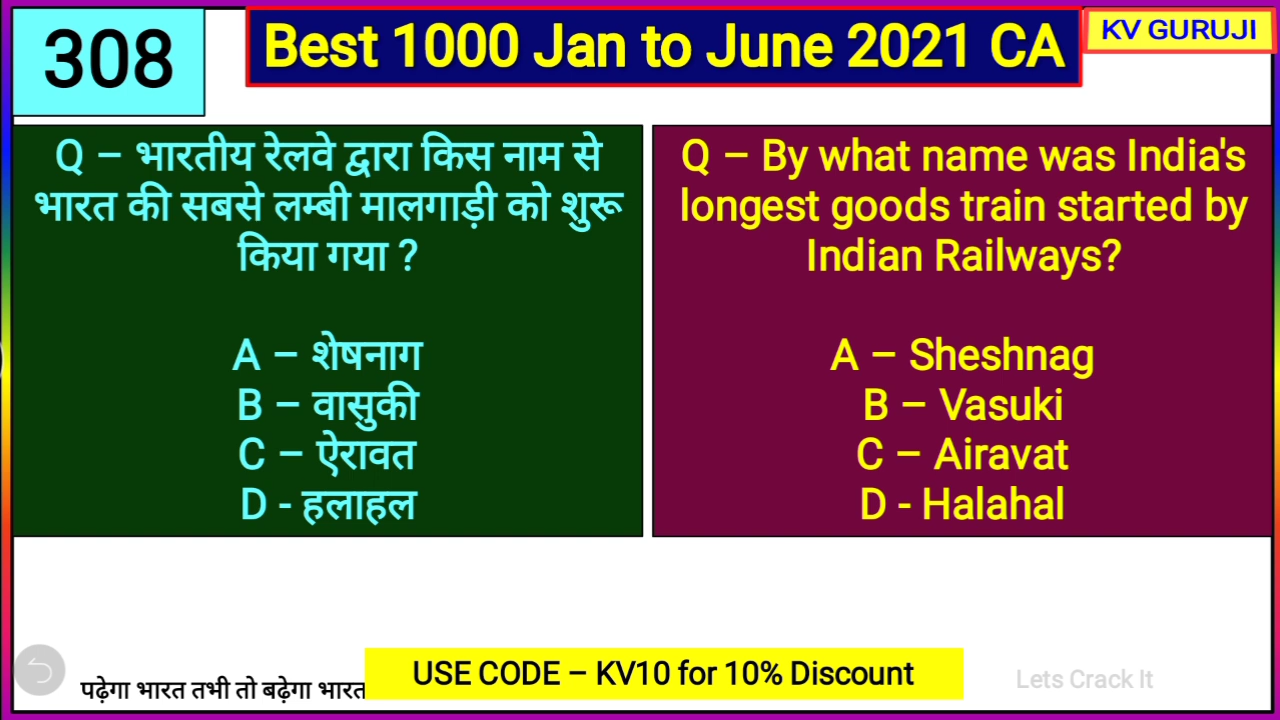 308
Best 1000 Jan to June 2021 CA
KV GURUJI
Q – भारतीय रेलवे द्वारा किस नाम से
भारत की सबसे लम्बी मालगाड़ी को शुरू
किया गया ?
A – शेषनाग
B – वासुकी
C – ऐरावत
D - हलाहल
Q – By what name was India's
longest goods train started by
Indian Railways?
A – Sheshnag
B – Vasuki
C – Airavat
D - Halahal
पढ़ेगा भारत तभी तो बढ़ेगा भारत
USE CODE – KV10 for 10% Discount
Lets Crack It